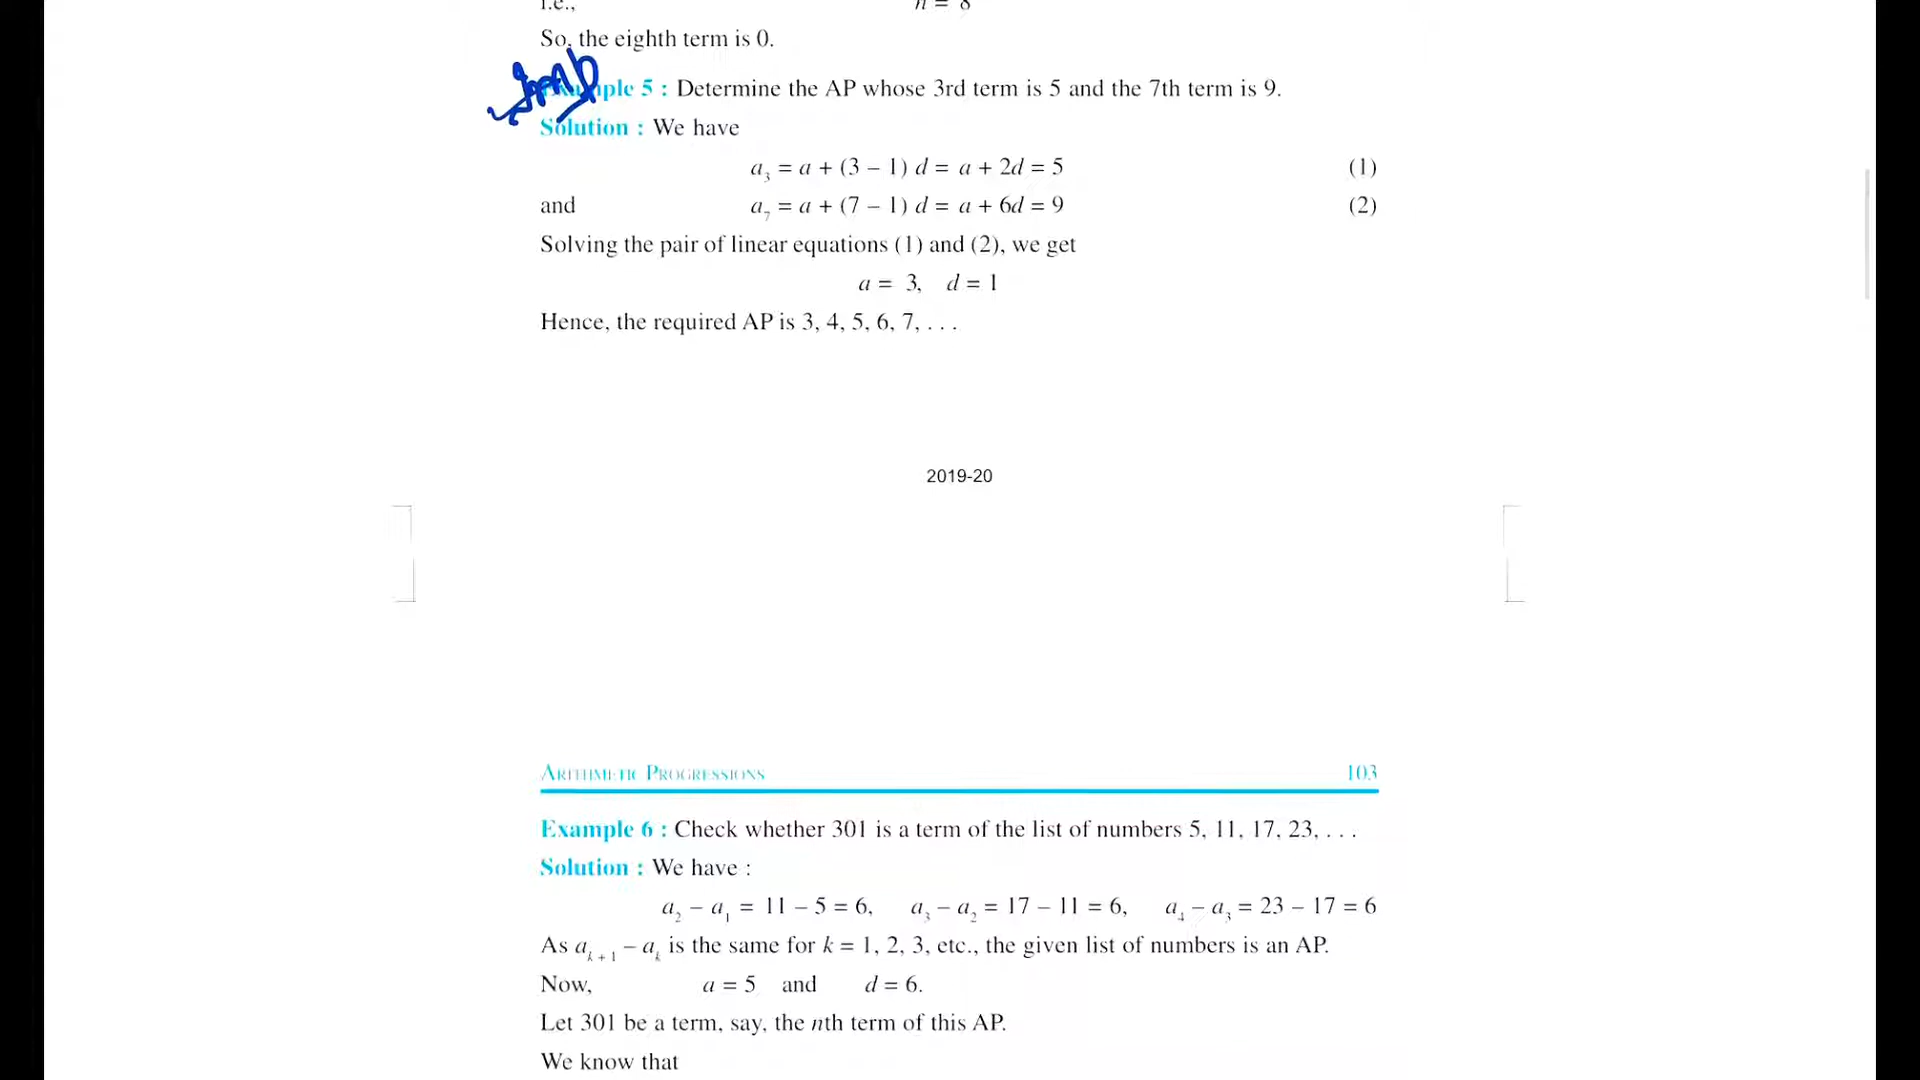 i.e., n = 8
So, the eighth term is 0.
Imp
Example 5 : Determine the AP whose 3rd term is 5 and the 7th term is 9.
Solution : We have
a₃ = a + (3 – 1) d = a + 2d = 5 (1)
and a₇ = a + (7 – 1) d = a + 6d = 9 (2)
Solving the pair of linear equations (1) and (2), we get
a = 3, d = 1
Hence, the required AP is 3, 4, 5, 6, 7, . . .
2019-20
ARITHMETIC PROGRESSIONS 103
Example 6 : Check whether 301 is a term of the list of numbers 5, 11, 17, 23, . . .
Solution : We have :
a₂ – a₁ = 11 – 5 = 6, a₃ – a₂ = 17 – 11 = 6, a₄ – a₃ = 23 – 17 = 6
As aₖ₊₁ – aₖ is the same for k = 1, 2, 3, etc., the given list of numbers is an AP.
Now, a = 5 and d = 6.
Let 301 be a term, say, the nth term of this AP.
We know that